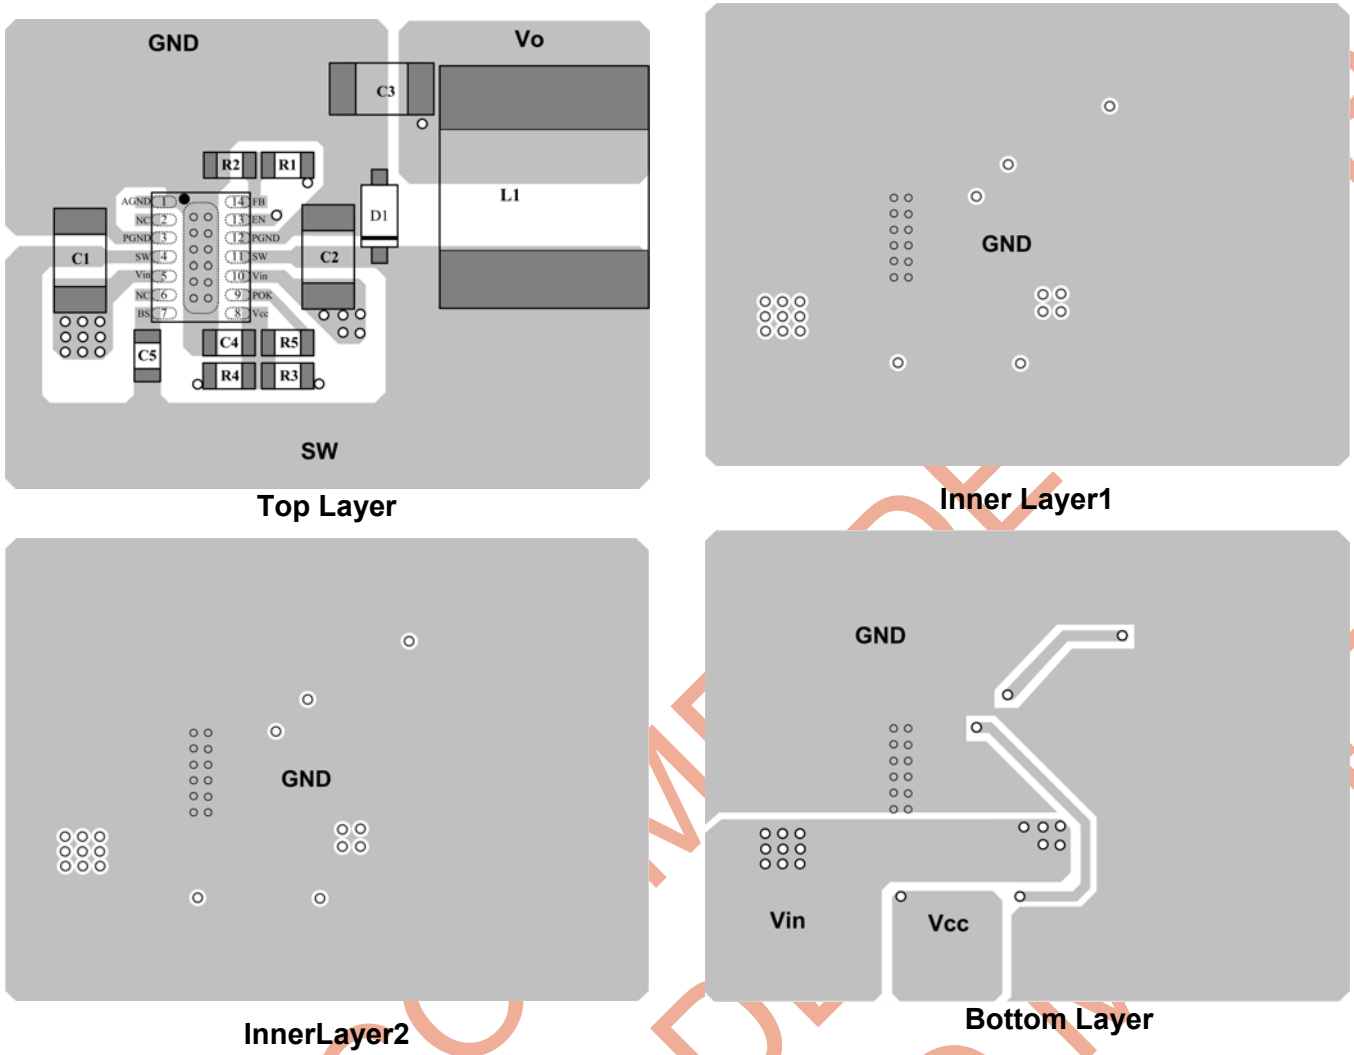 GND
Vo
C3
R2 R1
L1
AGND 1 14 FB
NC 2 13 EN
D1
PGND 3 12 PGND
C1 SW 4 11 SW C2
Vin 5 10 Vin
NC 6 9 POK
BS 7 8 Vcc
C5 C4 R5
R4 R3
SW
Top Layer
GND
Inner Layer1
GND
InnerLayer2
GND
Vin
Vcc
Bottom Layer